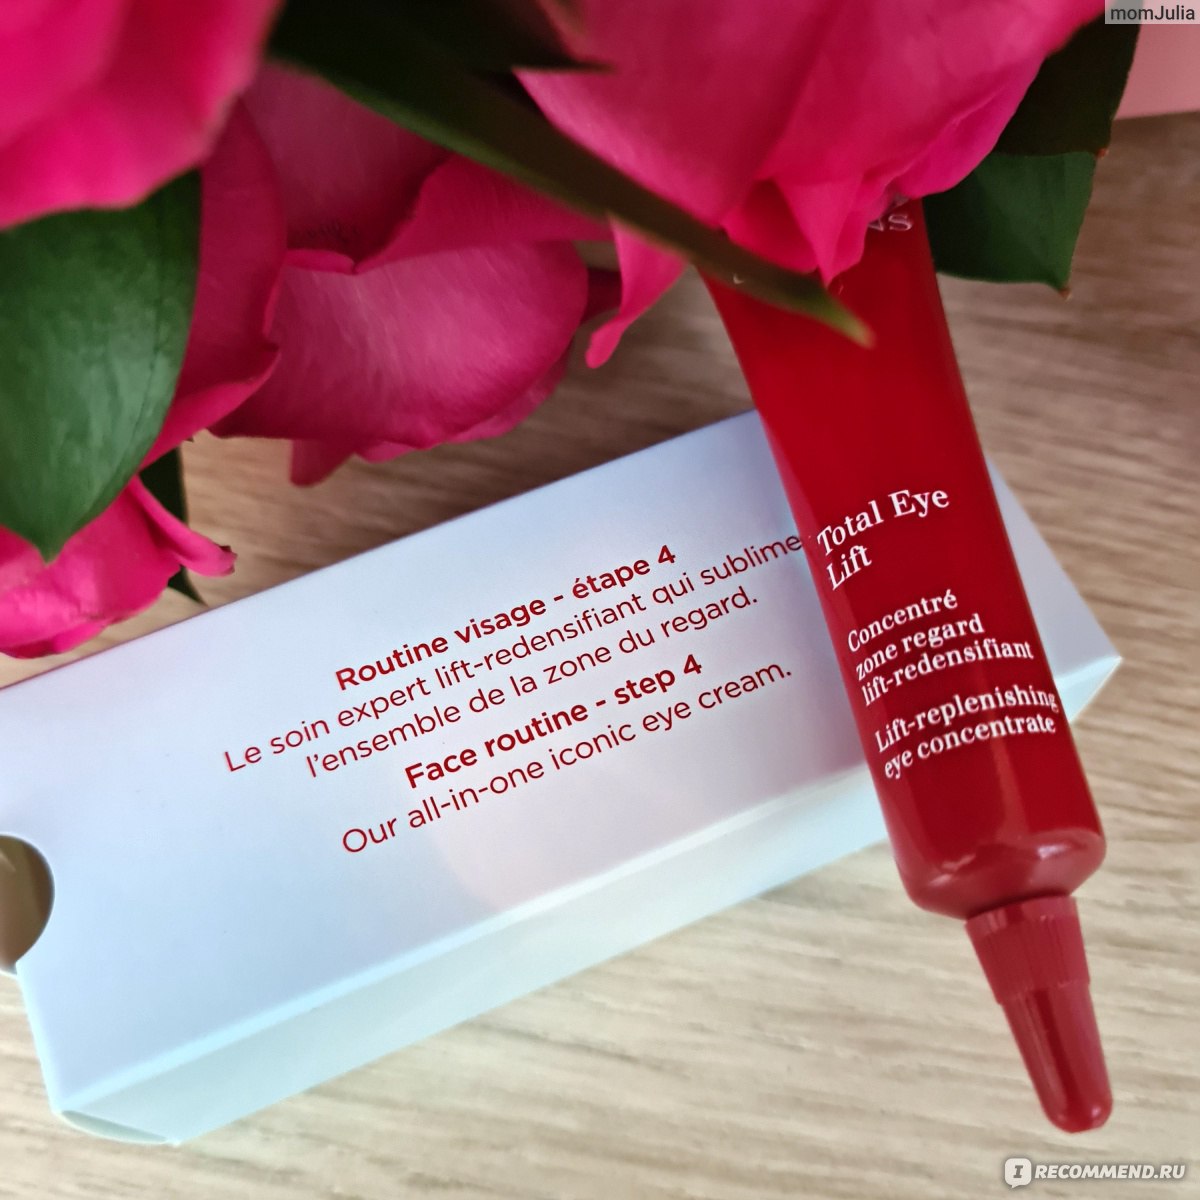 momJulia
Routine visage - étape 4
Le soin expert lift-redensifiant qui sublime
l'ensemble de la zone du regard.
Face routine - step 4
Our all-in-one iconic eye cream.
Total Eye
Lift
Concentré
zone regard
lift-redensifiant
Lift-replenishing
eye concentrate
I RECOMMEND.RU